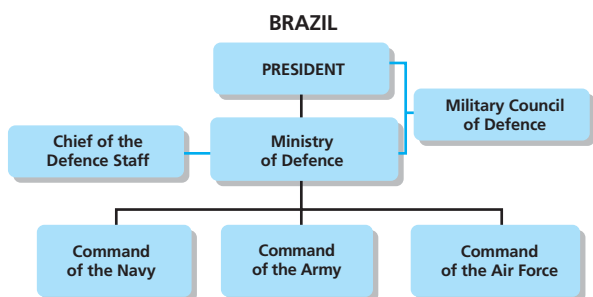 BRAZIL
PRESIDENT
Military Council
of Defence
Chief of the
Defence Staff
Ministry
of Defence
Command
of the Navy
Command
of the Army
Command
of the Air Force